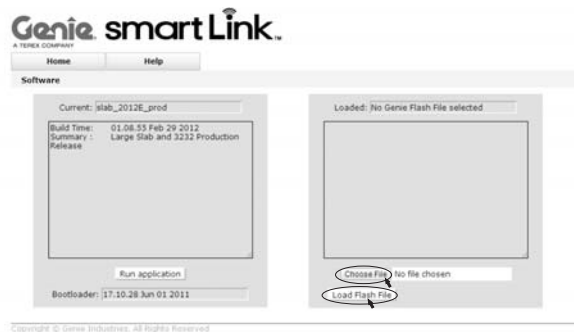 Genie smartLink™
A TEREX COMPANY
Home Help
Software
Current: slab_2012E_prod
Build Time: 01.08.55 Feb 29 2012
Summary : Large Slab and 3232 Production
Release
Run application
Bootloader: 17.10.28 Jun 01 2011
Loaded: No Genie Flash File selected
Choose File No file chosen
Load Flash File
Copyright © Genie Industries. All Rights Reserved